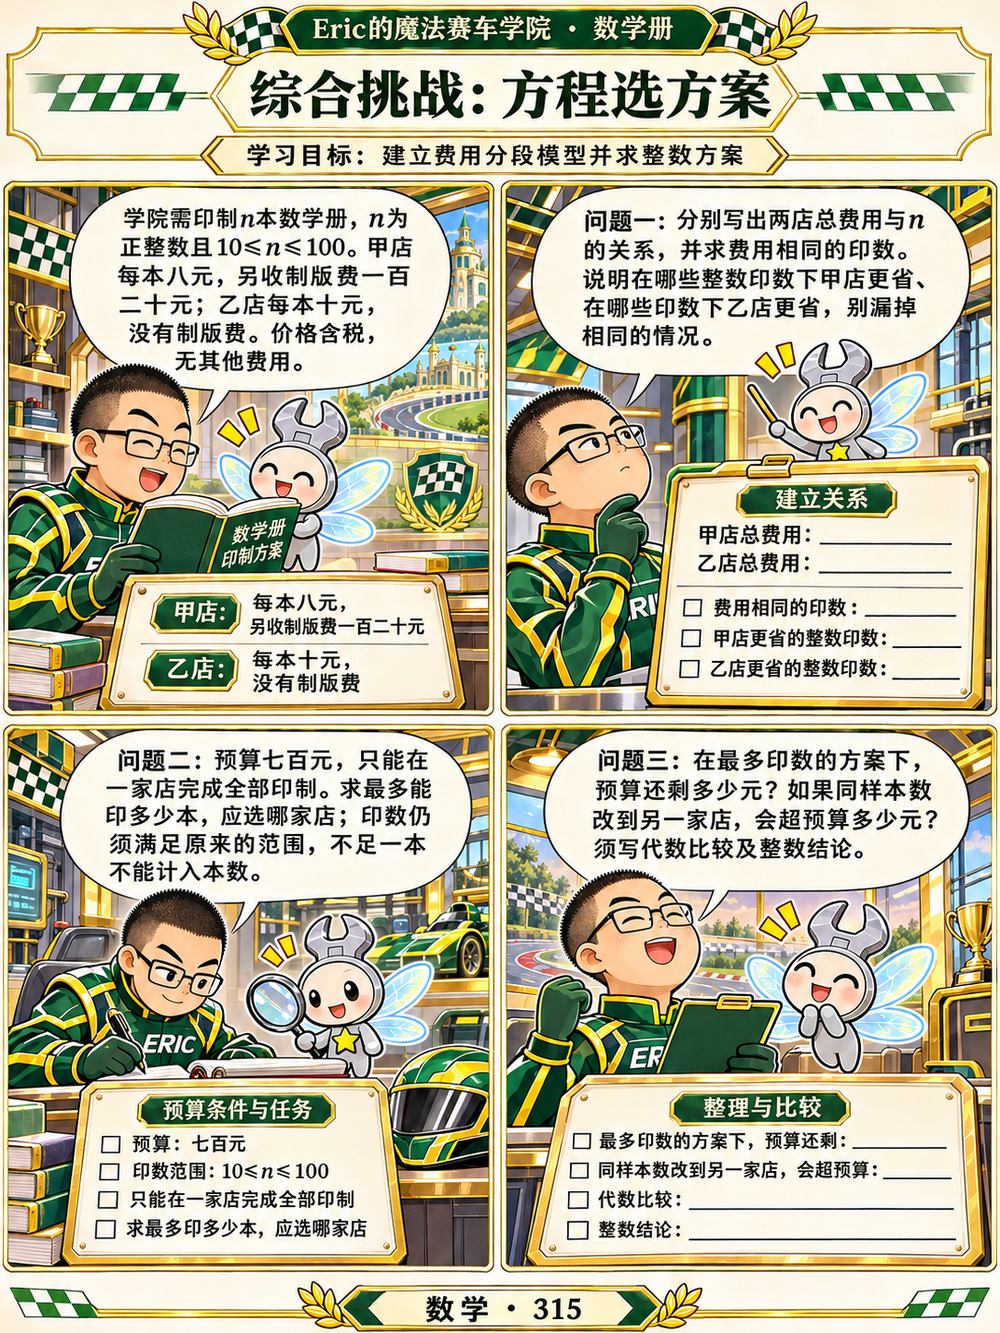 Eric的魔法赛车学院 · 数学册
综合挑战：方程选方案
学习目标：建立费用分段模型并求整数方案
学院需印制n本数学册，n为
正整数且10≤n≤100。甲店
每本八元，另收制版费一百
二十元；乙店每本十元，
没有制版费。价格含税，
无其他费用。
数学册
印制方案
甲店：
每本八元，
另收制版费一百二十元
乙店：
每本十元，
没有制版费
问题一：分别写出两店总费用与n
的关系，并求费用相同的印数。
说明在哪些整数印数下甲店更省、
在哪些印数下乙店更省，别漏掉
相同的情况。
ERI
建立关系
甲店总费用：
乙店总费用：
费用相同的印数：
甲店更省的整数印数：
乙店更省的整数印数：
问题二：预算七百元，只能在
一家店完成全部印制。求最多能
印多少本，应选哪家店；印数仍
须满足原来的范围，不足一本
不能计入本数。
ERIC
预算条件与任务
预算：七百元
印数范围：10≤n≤100
只能在一家店完成全部印制
求最多印多少本，应选哪家店
问题三：在最多印数的方案下，
预算还剩多少元？如果同样本数
改到另一家店，会超预算多少元？
须写代数比较及整数结论。
ER
整理与比较
最多印数的方案下，预算还剩：
同样本数改到另一家店，会超预算：
代数比较：
整数结论：
数学 · 315